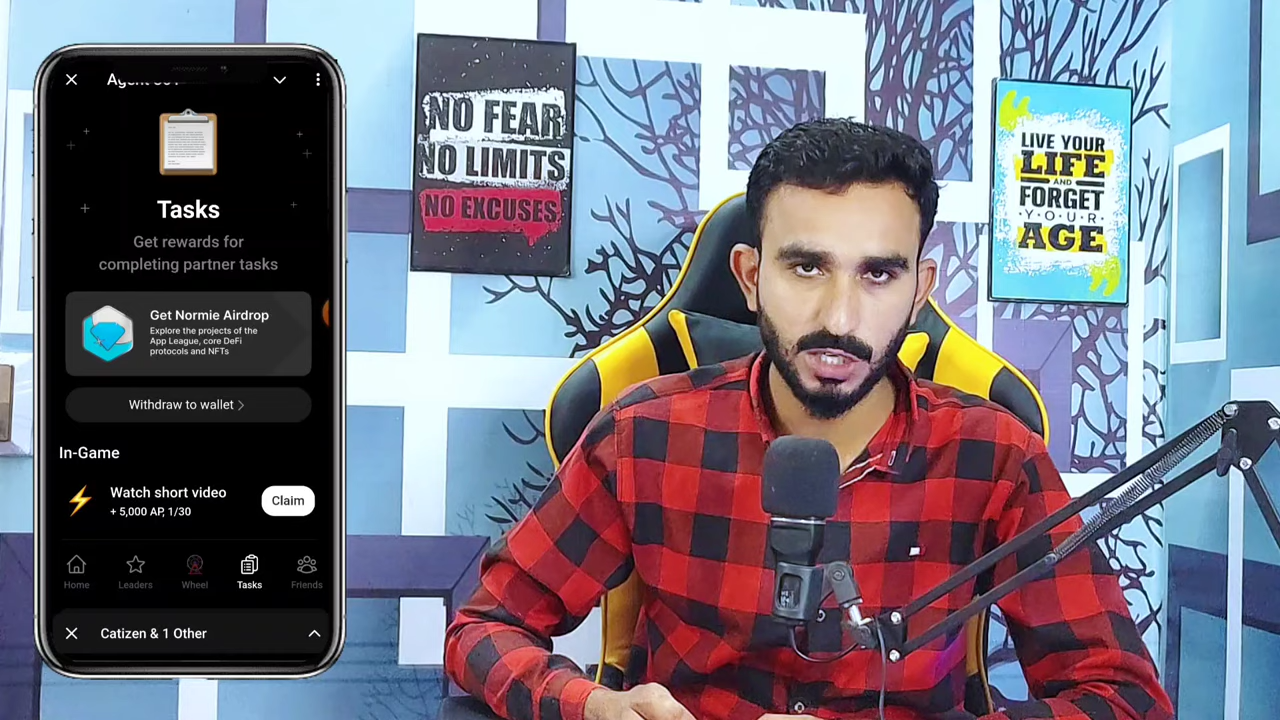 Tasks
Get rewards for
completing partner tasks
Get Normie Airdrop
Explore the projects of the
App League, core DeFi
protocols and NFTs
Withdraw to wallet
In-Game
Watch short video
+ 5,000 AP, 1/30
Claim
Home
Leaders
Wheel
Tasks
Friends
Catizen & 1 Other
NO FEAR
NO LIMITS
NO EXCUSES.
LIVE YOUR
LIFE
AND
FORGET
·Y·O·U·R·
AGE